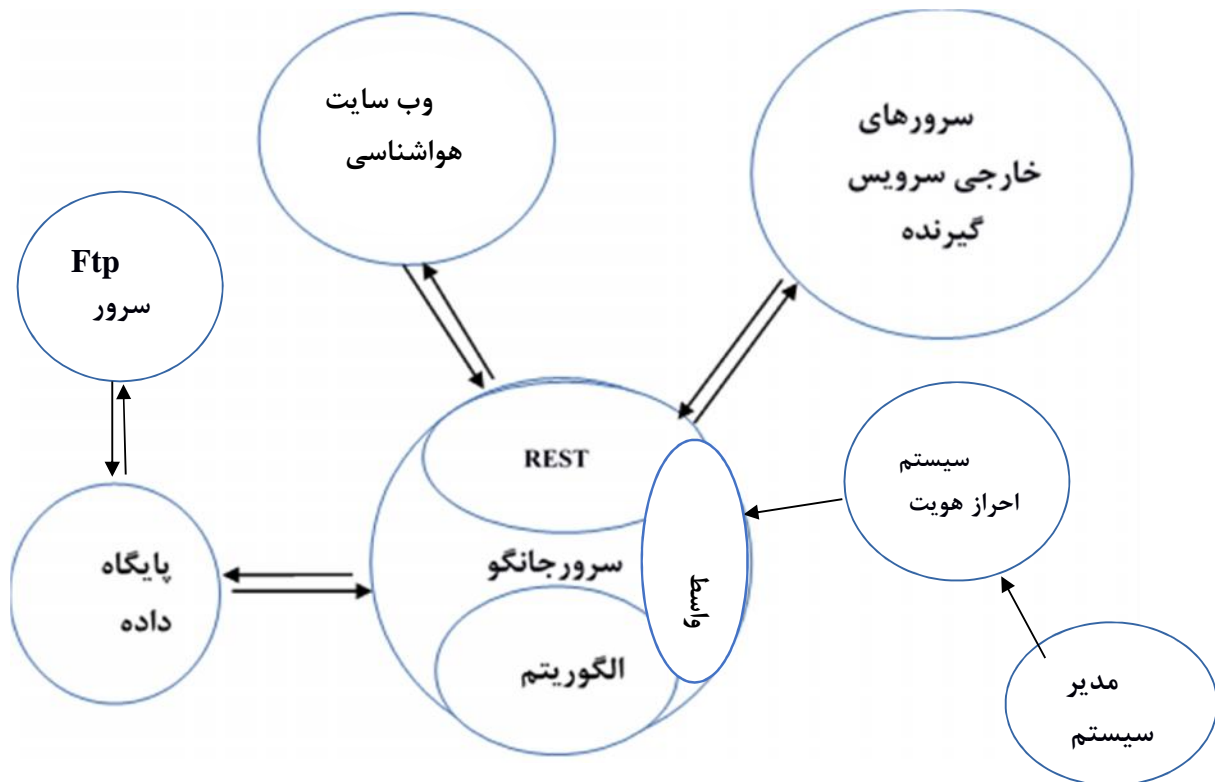 وب سایت
هواشناسی
سرورهای
خارجی سرویس
گیرنده
Ftp
سرور
REST
سیستم
احراز هویت
سرورجانگو
واسط
پایگاه
داده
الگوریتم
مدیر
سیستم